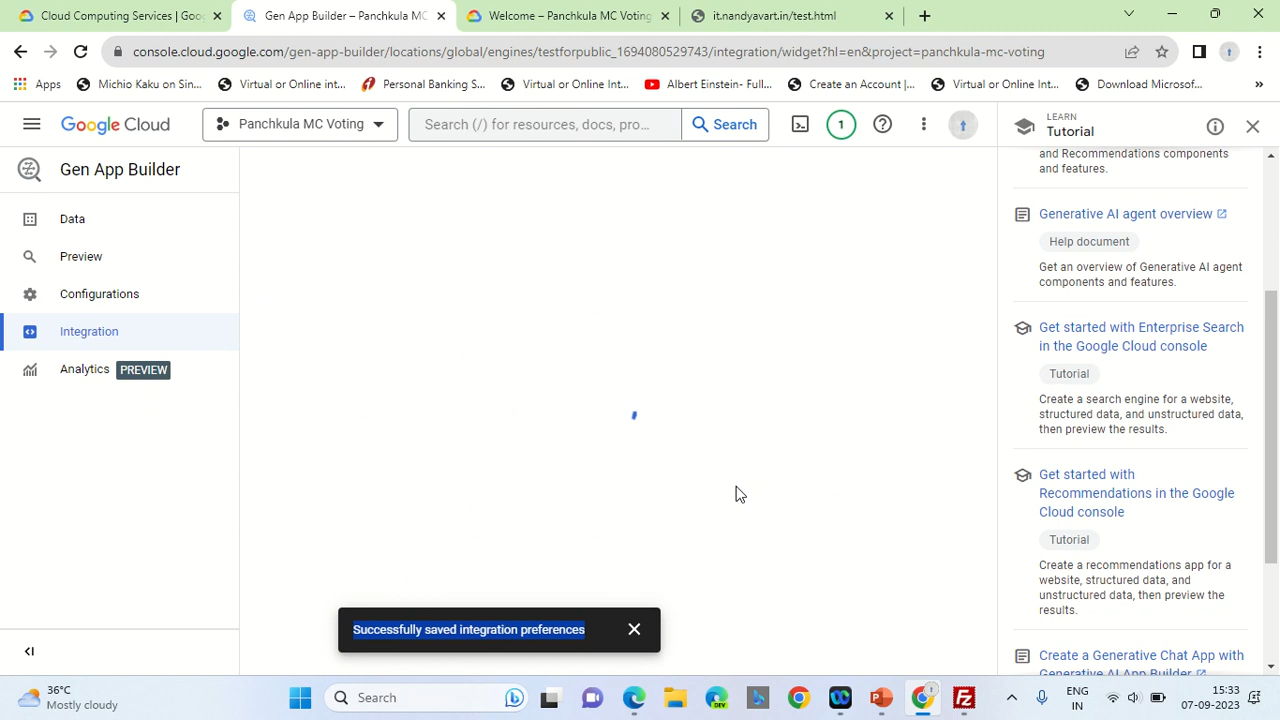 Cloud Computing Services | Goo
Gen App Builder – Panchkula MC
Welcome – Panchkula MC Voting
it.nandyavart.in/test.html
console.cloud.google.com/gen-app-builder/locations/global/engines/testforpublic_1694080529743/integration/widget?hl=en&project=panchkula-mc-voting
Apps
Michio Kaku on Sin...
Virtual or Online int...
Personal Banking S...
Virtual or Online Int...
Albert Einstein- Full...
Create an Account |...
Virtual or Online Int...
Download Microsof...
»
Google Cloud
Panchkula MC Voting
Search (/) for resources, docs, pro...
Search
1
LEARN
Tutorial
Gen App Builder
Data
Preview
Configurations
Integration
Analytics PREVIEW
and Recommendations components
and features.
Generative AI agent overview
Help document
Get an overview of Generative AI agent
components and features.
Get started with Enterprise Search
in the Google Cloud console
Tutorial
Create a search engine for a website,
structured data, and unstructured data,
then preview the results.
Get started with
Recommendations in the Google
Cloud console
Tutorial
Create a recommendations app for a
website, structured data, and
unstructured data, then preview the
results.
Create a Generative Chat App with
Generative AI App Builder
Successfully saved integration preferences
36°C
Mostly cloudy
Search
DEV
ENG
IN
15:33
07-09-2023